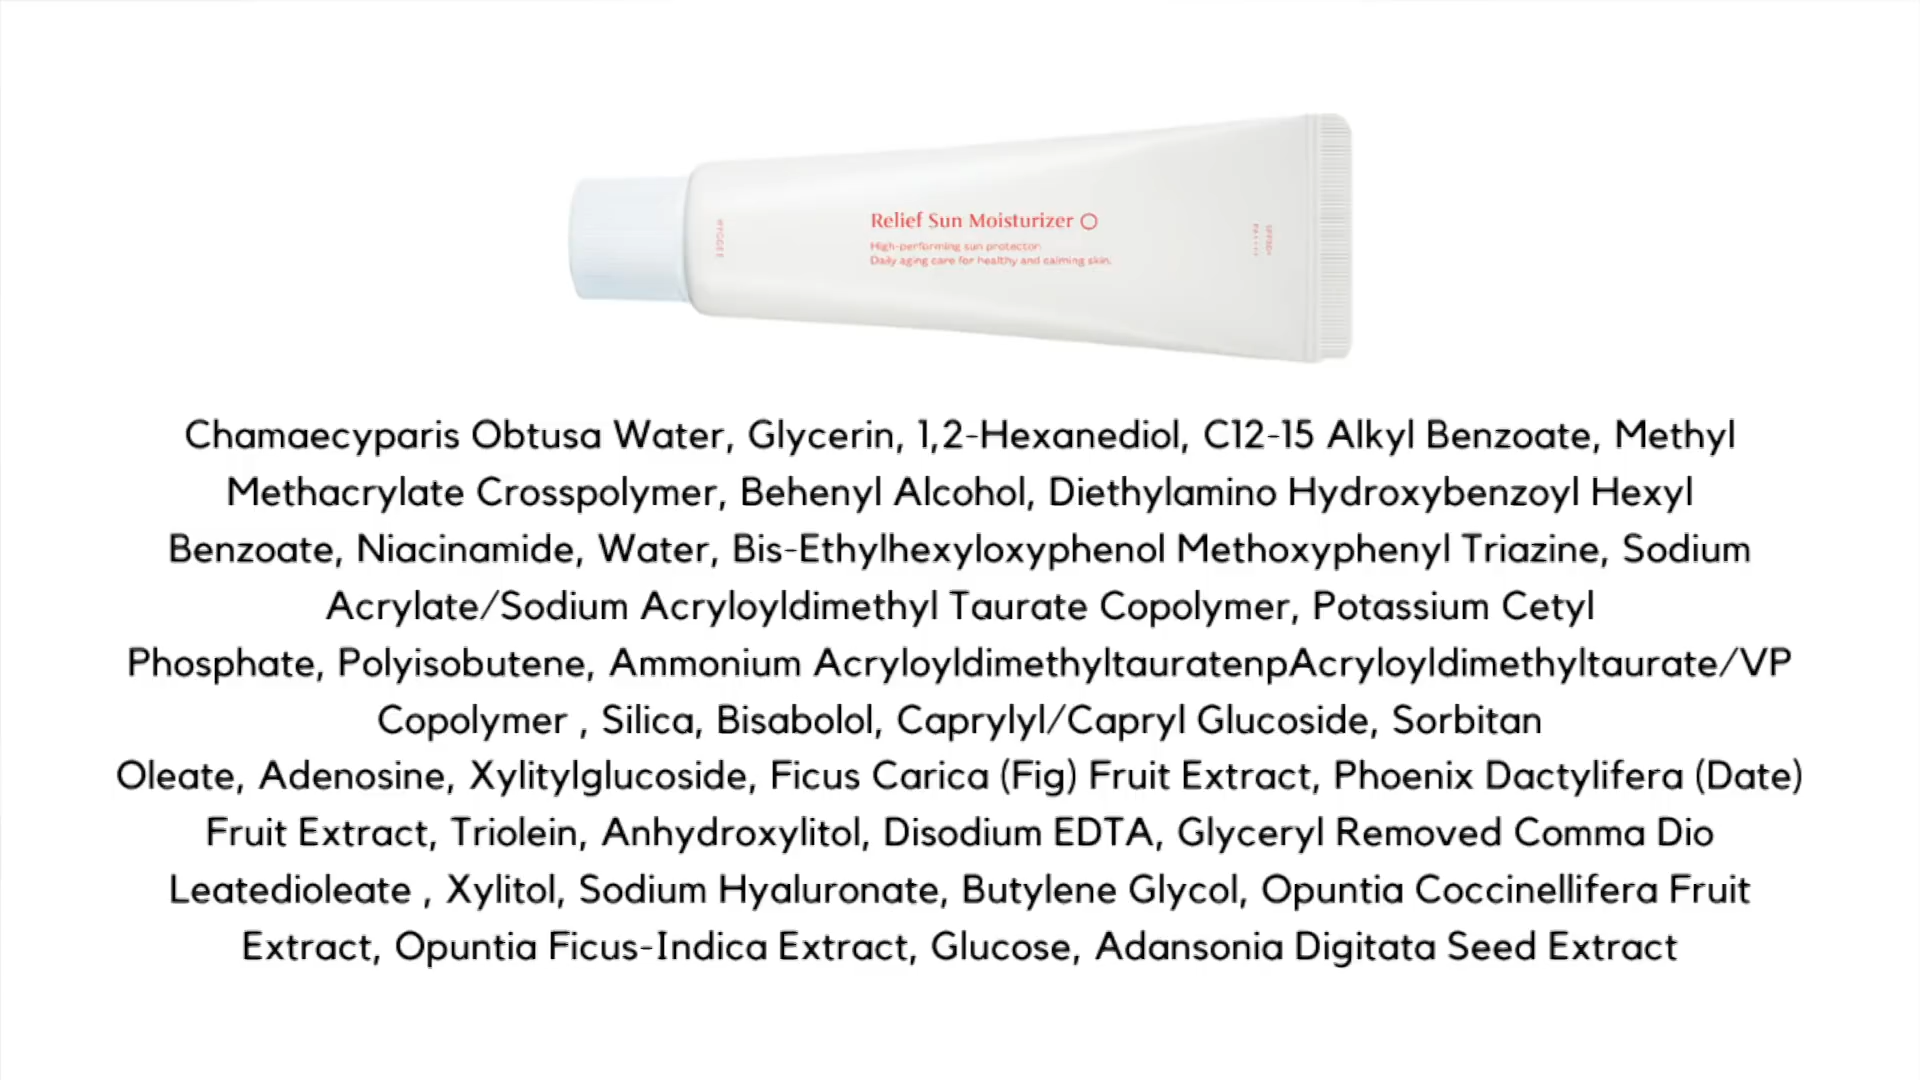 Relief Sun Moisturizer
High-performing sun protector.
Daily aging care for healthy and calming skin.
HYGGEE
SPF50+
PA++++
Chamaecyparis Obtusa Water, Glycerin, 1,2-Hexanediol, C12-15 Alkyl Benzoate, Methyl
Methacrylate Crosspolymer, Behenyl Alcohol, Diethylamino Hydroxybenzoyl Hexyl
Benzoate, Niacinamide, Water, Bis-Ethylhexyloxyphenol Methoxyphenyl Triazine, Sodium
Acrylate/Sodium Acryloyldimethyl Taurate Copolymer, Potassium Cetyl
Phosphate, Polyisobutene, Ammonium AcryloyldimethyltauratenpAcryloyldimethyltaurate/VP
Copolymer , Silica, Bisabolol, Caprylyl/Capryl Glucoside, Sorbitan
Oleate, Adenosine, Xylitylglucoside, Ficus Carica (Fig) Fruit Extract, Phoenix Dactylifera (Date)
Fruit Extract, Triolein, Anhydroxylitol, Disodium EDTA, Glyceryl Removed Comma Dio
Leatedioleate , Xylitol, Sodium Hyaluronate, Butylene Glycol, Opuntia Coccinellifera Fruit
Extract, Opuntia Ficus-Indica Extract, Glucose, Adansonia Digitata Seed Extract